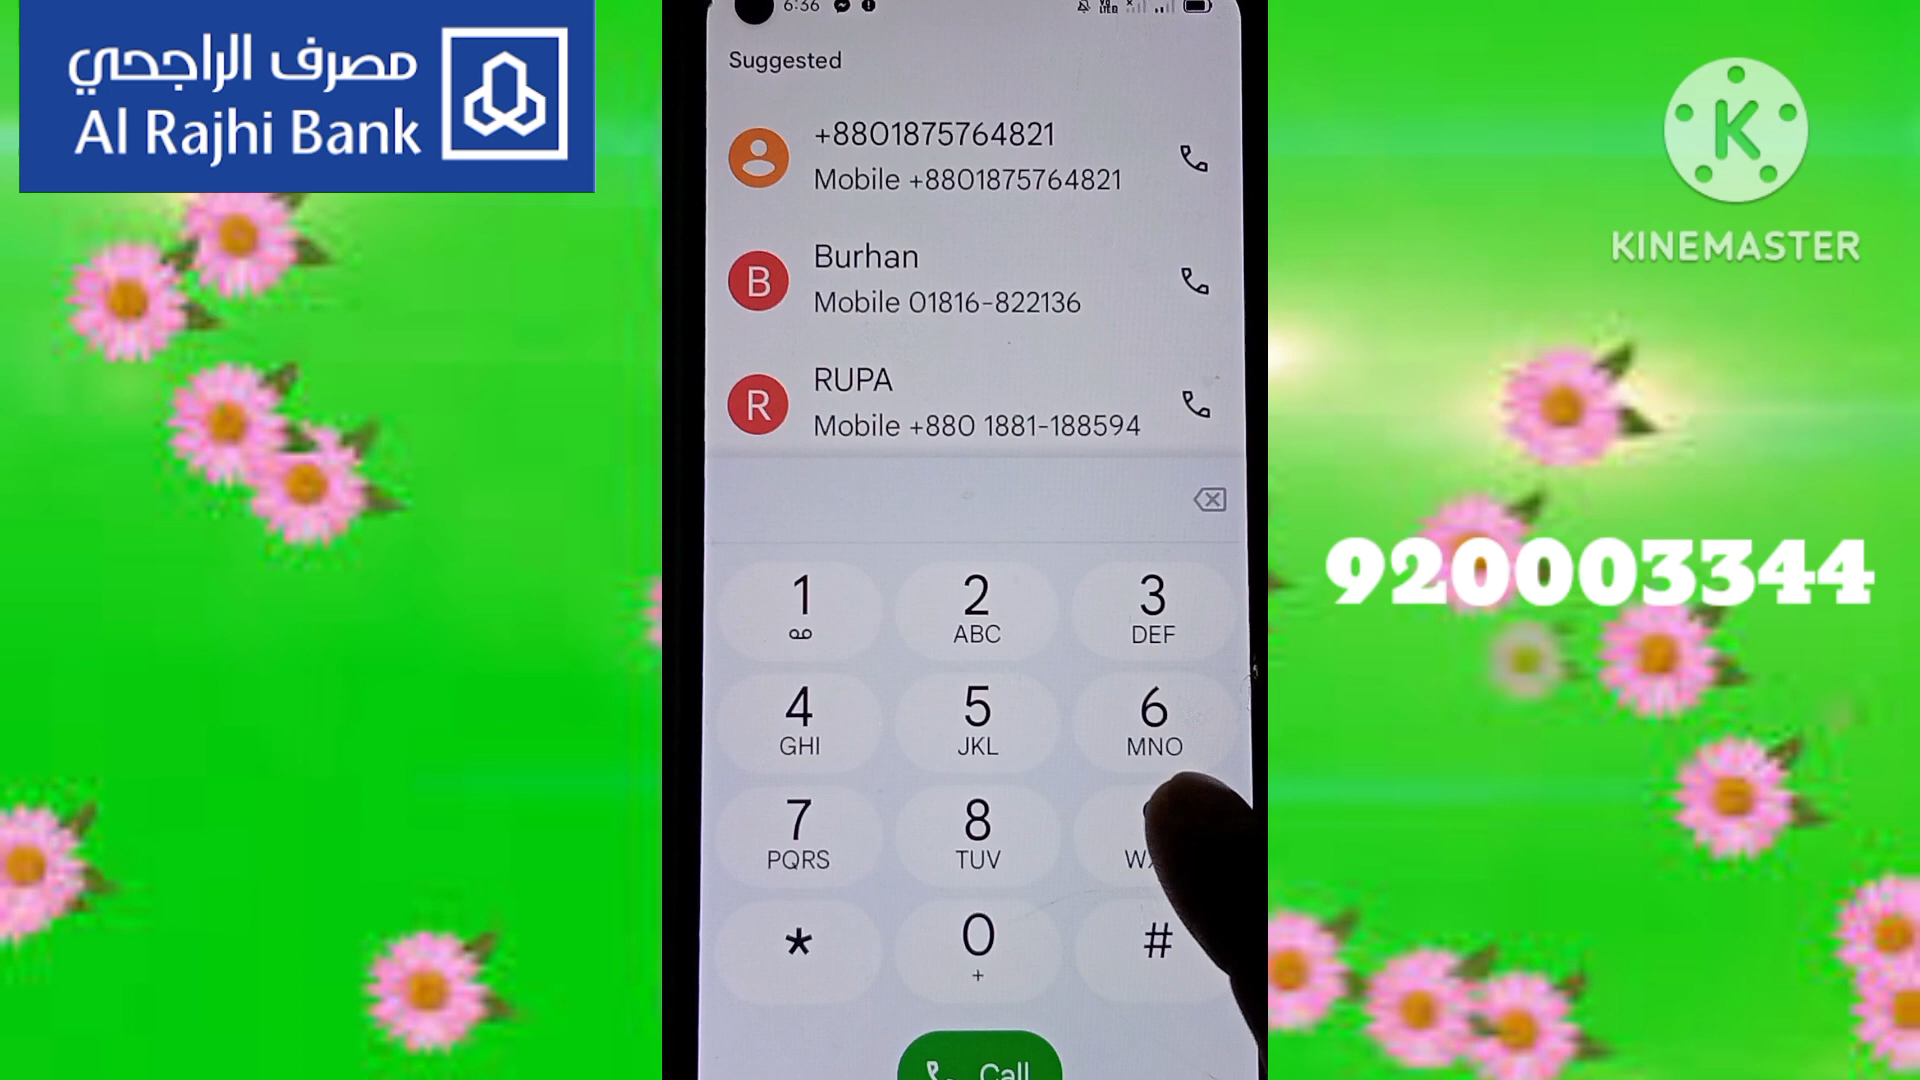 مصرف الراجحي
Al Rajhi Bank
6:36
Suggested
+8801875764821
Mobile +8801875764821
B
Burhan
Mobile 01816-822136
R
RUPA
Mobile +880 1881-188594
1
2
ABC
3
DEF
4
GHI
5
JKL
6
MNO
7
PQRS
8
TUV
*
0
+
#
Call
K
KINEMASTER
920003344